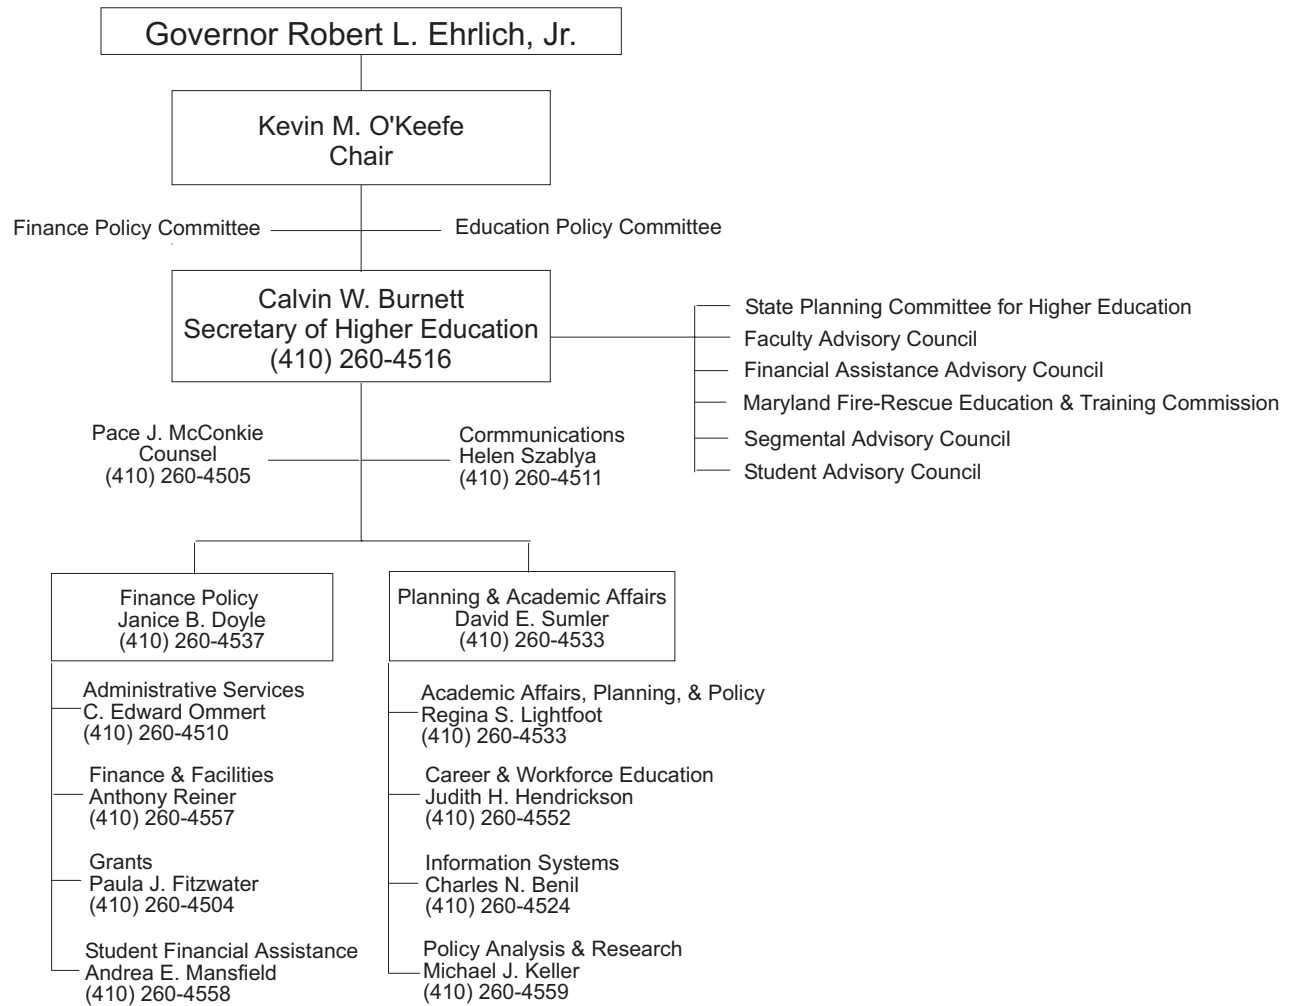 Governor Robert L. Ehrlich, Jr.
Kevin M. O'Keefe
Chair
Finance Policy Committee
Education Policy Committee
Calvin W. Burnett
Secretary of Higher Education
(410) 260-4516
State Planning Committee for Higher Education
Faculty Advisory Council
Financial Assistance Advisory Council
Maryland Fire-Rescue Education & Training Commission
Segmental Advisory Council
Student Advisory Council
Pace J. McConkie
Counsel
(410) 260-4505
Cormmunications
Helen Szablya
(410) 260-4511
Finance Policy
Janice B. Doyle
(410) 260-4537
Administrative Services
C. Edward Ommert
(410) 260-4510
Finance & Facilities
Anthony Reiner
(410) 260-4557
Grants
Paula J. Fitzwater
(410) 260-4504
Student Financial Assistance
Andrea E. Mansfield
(410) 260-4558
Planning & Academic Affairs
David E. Sumler
(410) 260-4533
Academic Affairs, Planning, & Policy
Regina S. Lightfoot
(410) 260-4533
Career & Workforce Education
Judith H. Hendrickson
(410) 260-4552
Information Systems
Charles N. Benil
(410) 260-4524
Policy Analysis & Research
Michael J. Keller
(410) 260-4559